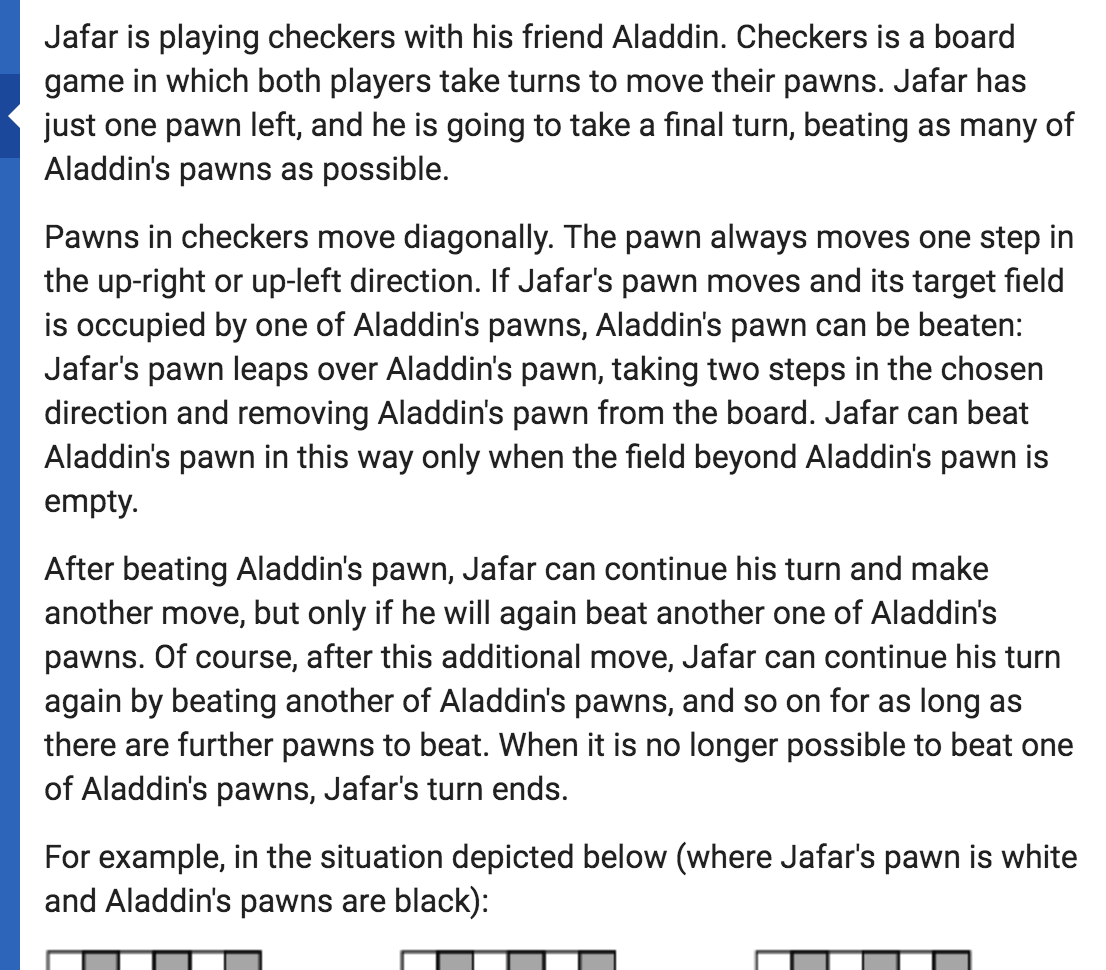 Jafar is playing checkers with his friend Aladdin. Checkers is a board
game in which both players take turns to move their pawns. Jafar has
just one pawn left, and he is going to take a final turn, beating as many of
Aladdin's pawns as possible.
Pawns in checkers move diagonally. The pawn always moves one step in
the up-right or up-left direction. If Jafar's pawn moves and its target field
is occupied by one of Aladdin's pawns, Aladdin's pawn can be beaten:
Jafar's pawn leaps over Aladdin's pawn, taking two steps in the chosen
direction and removing Aladdin's pawn from the board. Jafar can beat
Aladdin's pawn in this way only when the field beyond Aladdin's pawn is
empty.
After beating Aladdin's pawn, Jafar can continue his turn and make
another move, but only if he will again beat another one of Aladdin's
pawns. Of course, after this additional move, Jafar can continue his turn
again by beating another of Aladdin's pawns, and so on for as long as
there are further pawns to beat. When it is no longer possible to beat one
of Aladdin's pawns, Jafar's turn ends.
For example, in the situation depicted below (where Jafar's pawn is white
and Aladdin's pawns are black):